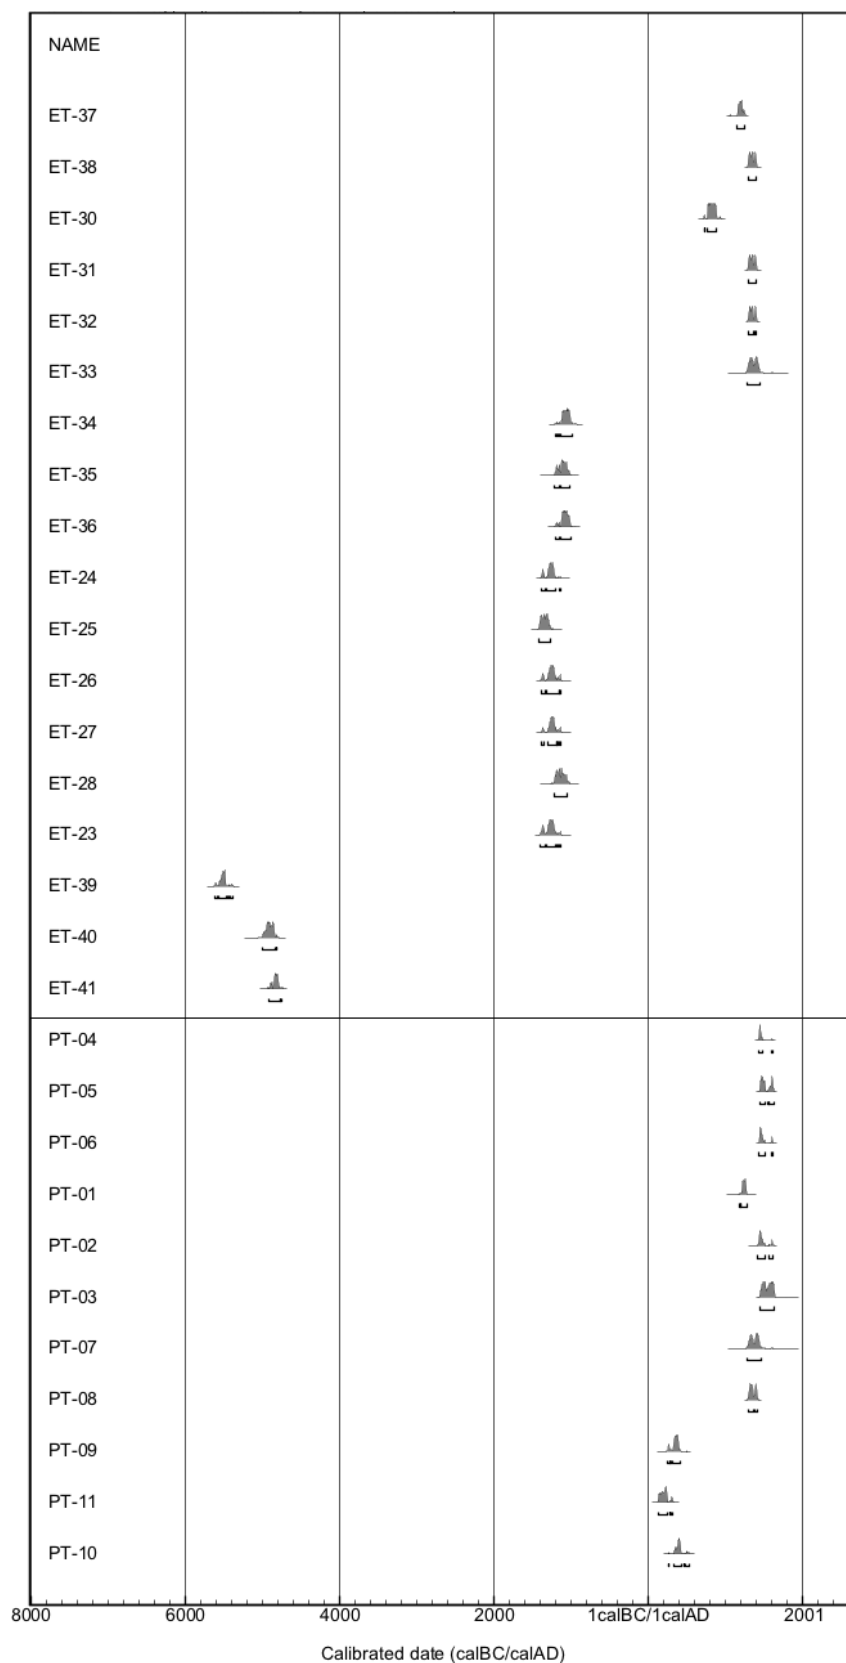 NAME
ET-37
ET-38
ET-30
ET-31
ET-32
ET-33
ET-34
ET-35
ET-36
ET-24
ET-25
ET-26
ET-27
ET-28
ET-23
ET-39
ET-40
ET-41
PT-04
PT-05
PT-06
PT-01
PT-02
PT-03
PT-07
PT-08
PT-09
PT-11
PT-10
8000 6000 4000 2000 1calBC/1calAD 2001
Calibrated date (calBC/calAD)